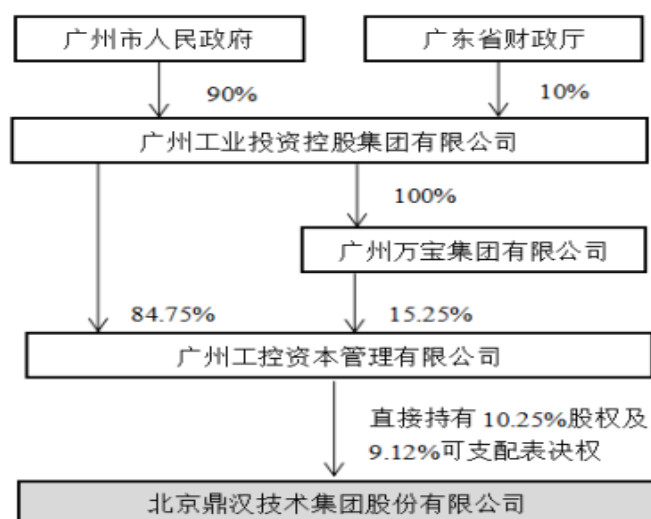 广州市人民政府
广东省财政厅
90%
10%
广州工业投资控股集团有限公司
100%
广州万宝集团有限公司
84.75%
15.25%
广州工控资本管理有限公司
直接持有 10.25%股权及
9.12%可支配表决权
北京鼎汉技术集团股份有限公司